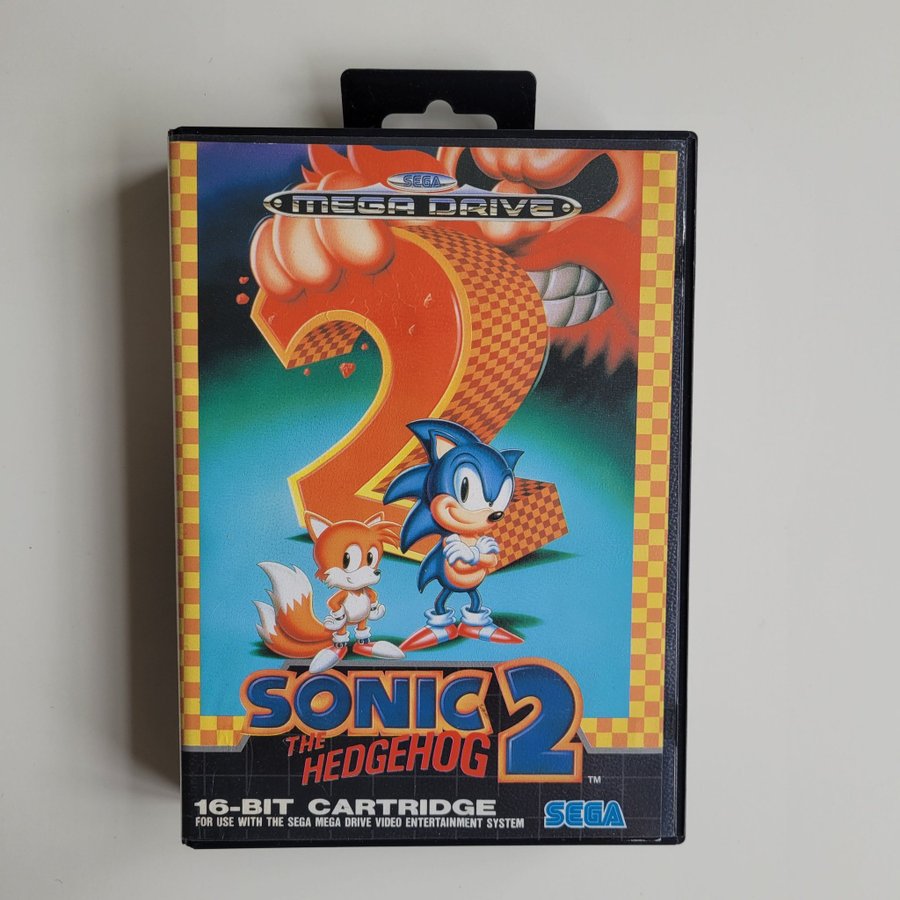 SEGA
MEGA DRIVE
SONIC
THE
HEDGEHOG
2
TM
16-BIT CARTRIDGE
FOR USE WITH THE SEGA MEGA DRIVE VIDEO ENTERTAINMENT SYSTEM
SEGA